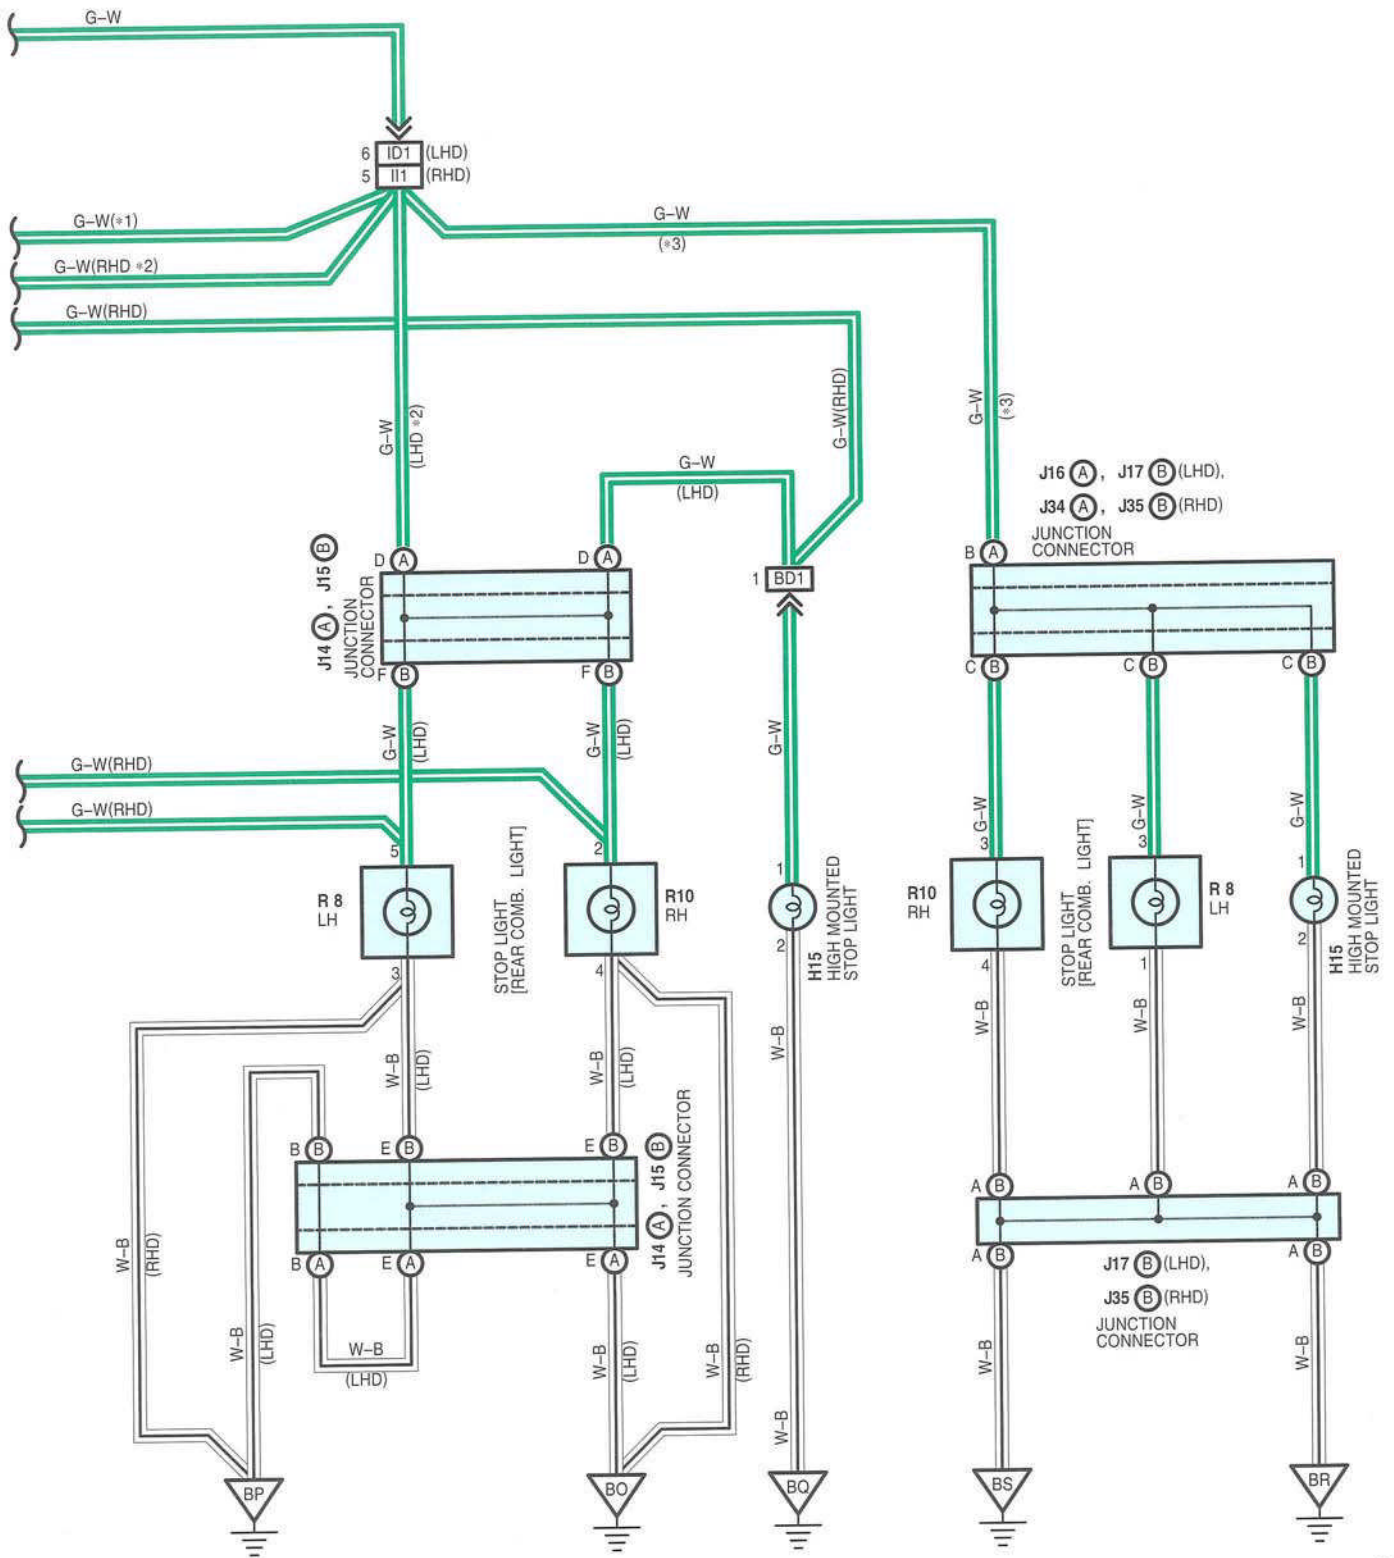 G–W
6 ID1 (LHD)
5 II1 (RHD)
G–W(*1)
G–W
(*3)
G–W(RHD *2)
G–W(RHD)
G–W
(LHD *2)
G–W(RHD)
G–W
(*3)
G–W
(LHD)
J16 A, J17 B (LHD),
J34 A, J35 B (RHD)
JUNCTION
CONNECTOR
J14 A, J15 B
JUNCTION
CONNECTOR
D A
D A
1 BD1
B A
F B
F B
C B
C B
C B
G–W
(LHD)
G–W
(LHD)
G–W
G–W(RHD)
G–W(RHD)
G–W
G–W
G–W
5
2
1
3
3
1
R 8
LH
STOP LIGHT
[REAR COMB. LIGHT]
R10
RH
H15
HIGH MOUNTED
STOP LIGHT
R10
RH
STOP LIGHT
[REAR COMB. LIGHT]
R 8
LH
H15
HIGH MOUNTED
STOP LIGHT
3
4
2
4
1
2
W–B
(LHD)
W–B
(LHD)
W–B
W–B
W–B
W–B
B B
E B
E B
J14 A, J15 B
JUNCTION CONNECTOR
A B
A B
A B
B A
E A
E A
A B
A B
J17 B (LHD),
J35 B (RHD)
JUNCTION
CONNECTOR
W–B
(RHD)
W–B
(LHD)
W–B
(LHD)
W–B
(LHD)
W–B
(RHD)
W–B
W–B
W–B
BP
BO
BQ
BS
BR